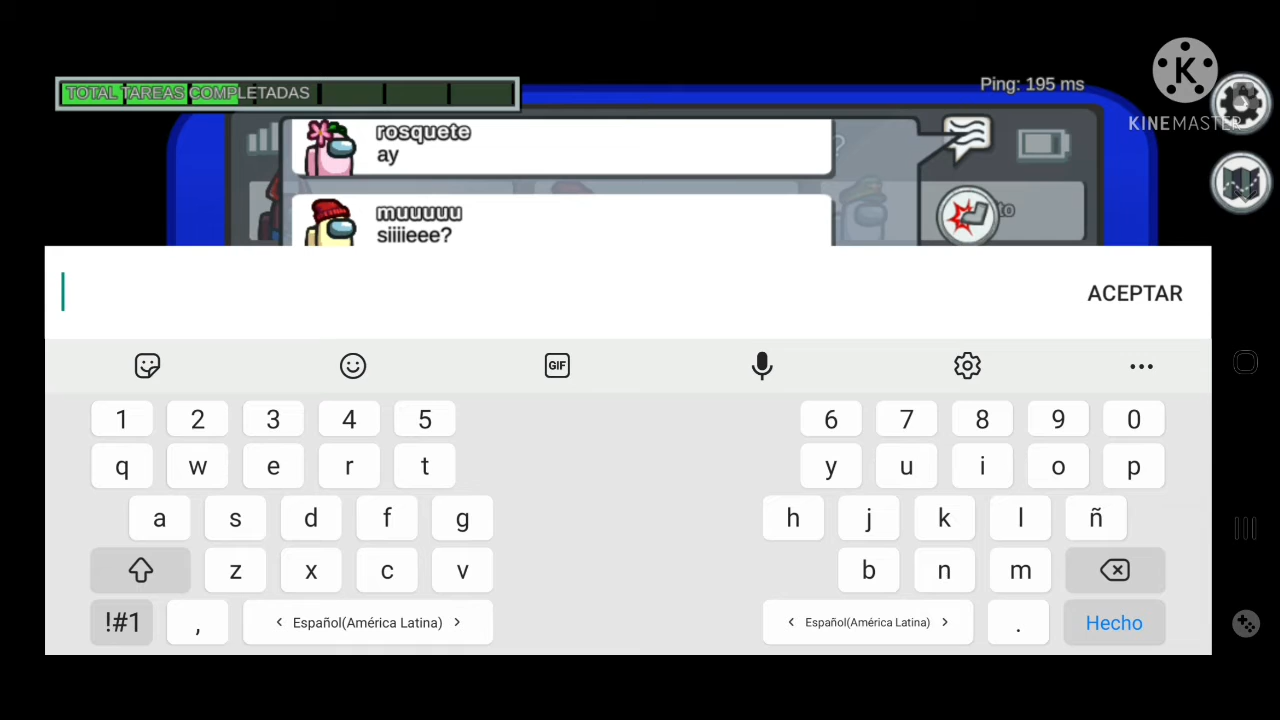 TOTAL TAREAS COMPLETADAS
Ping: 195 ms
KINEMASTER
rosquete
ay
muuuuu
siiiieee?
ACEPTAR
GIF
1 2 3 4 5 6 7 8 9 0
q w e r t y u i o p
a s d f g h j k l ñ
z x c v b n m
!#1 , Español(América Latina) Español(América Latina) . Hecho